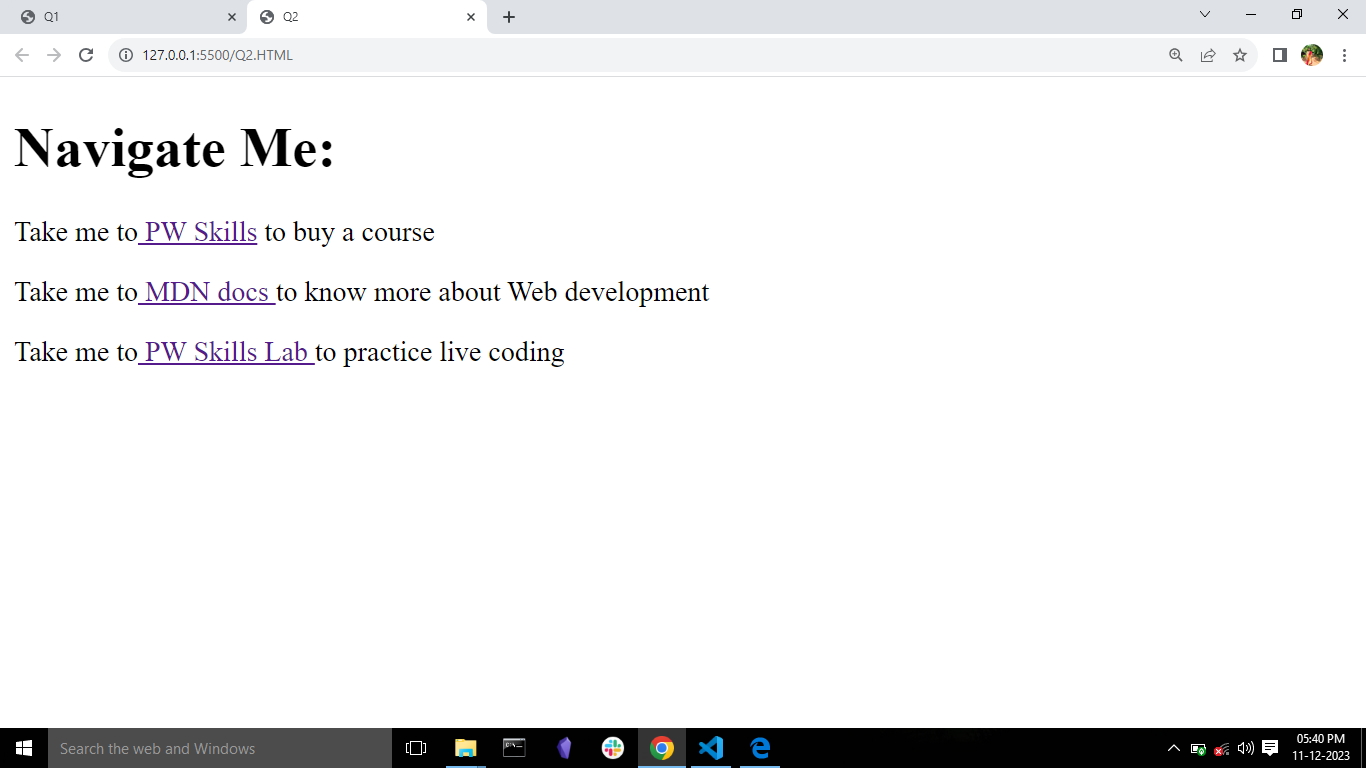 Q1
Q2
127.0.0.1:5500/Q2.HTML
Navigate Me:
Take me to PW Skills to buy a course
Take me to MDN docs to know more about Web development
Take me to PW Skills Lab to practice live coding
Search the web and Windows
05:40 PM
11-12-2023